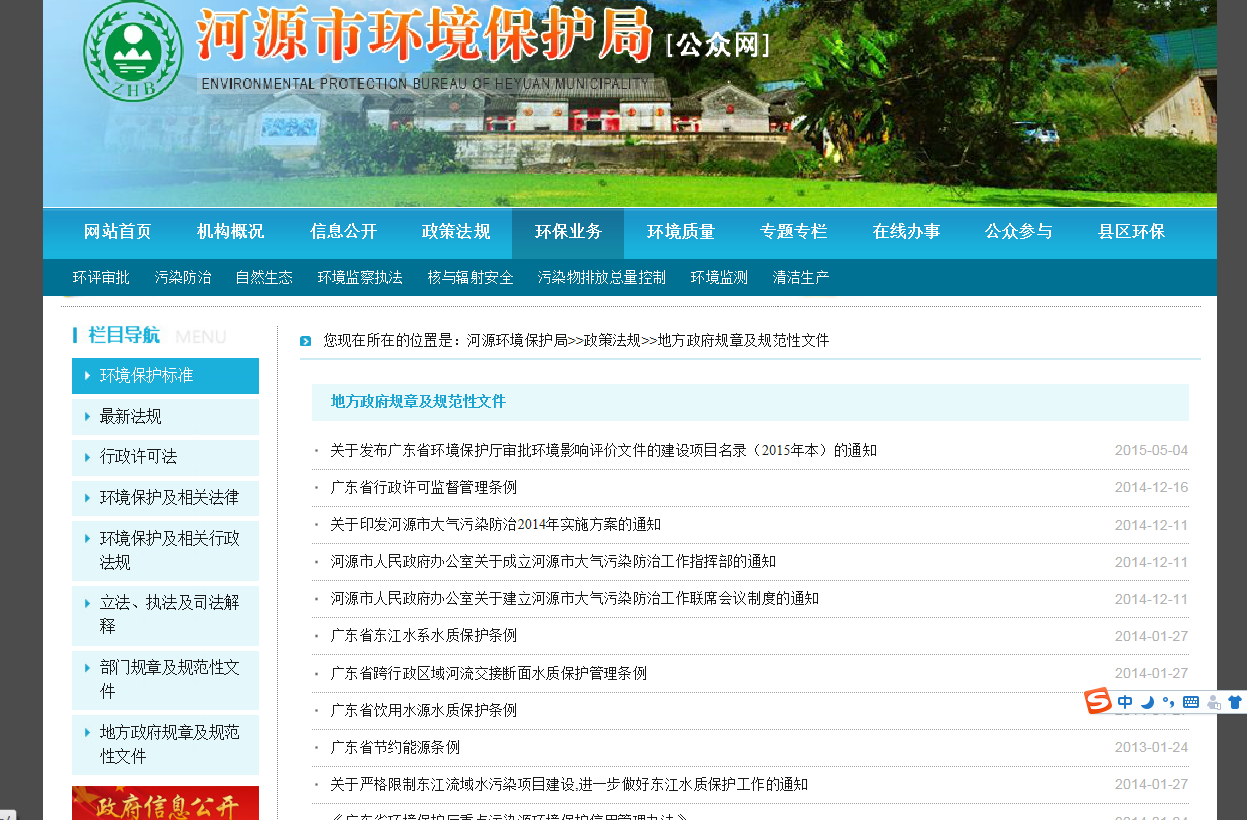 河源市环境保护局 [公众网]
ENVIRONMENTAL PROTECTION BUREAU OF HEYUAN MUNICIPALITY
ZHB
网站首页 机构概况 信息公开 政策法规 环保业务 环境质量 专题专栏 在线办事 公众参与 县区环保
环评审批 污染防治 自然生态 环境监察执法 核与辐射安全 污染物排放总量控制 环境监测 清洁生产
栏目导航 MENU
环境保护标准
最新法规
行政许可法
环境保护及相关法律
环境保护及相关行政
法规
立法、执法及司法解
释
部门规章及规范性文
件
地方政府规章及规范
性文件
政府信息公开
您现在所在的位置是：河源环境保护局>>政策法规>>地方政府规章及规范性文件
地方政府规章及规范性文件
关于发布广东省环境保护厅审批环境影响评价文件的建设项目名录（2015年本）的通知 2015-05-04
广东省行政许可监督管理条例 2014-12-16
关于印发河源市大气污染防治2014年实施方案的通知 2014-12-11
河源市人民政府办公室关于成立河源市大气污染防治工作指挥部的通知 2014-12-11
河源市人民政府办公室关于建立河源市大气污染防治工作联席会议制度的通知 2014-12-11
广东省东江水系水质保护条例 2014-01-27
广东省跨行政区域河流交接断面水质保护管理条例 2014-01-27
广东省饮用水源水质保护条例
中
广东省节约能源条例 2013-01-24
关于严格限制东江流域水污染项目建设,进一步做好东江水质保护工作的通知 2014-01-27
《广东省环境保护厅重点污染源环境保护信用管理办法》